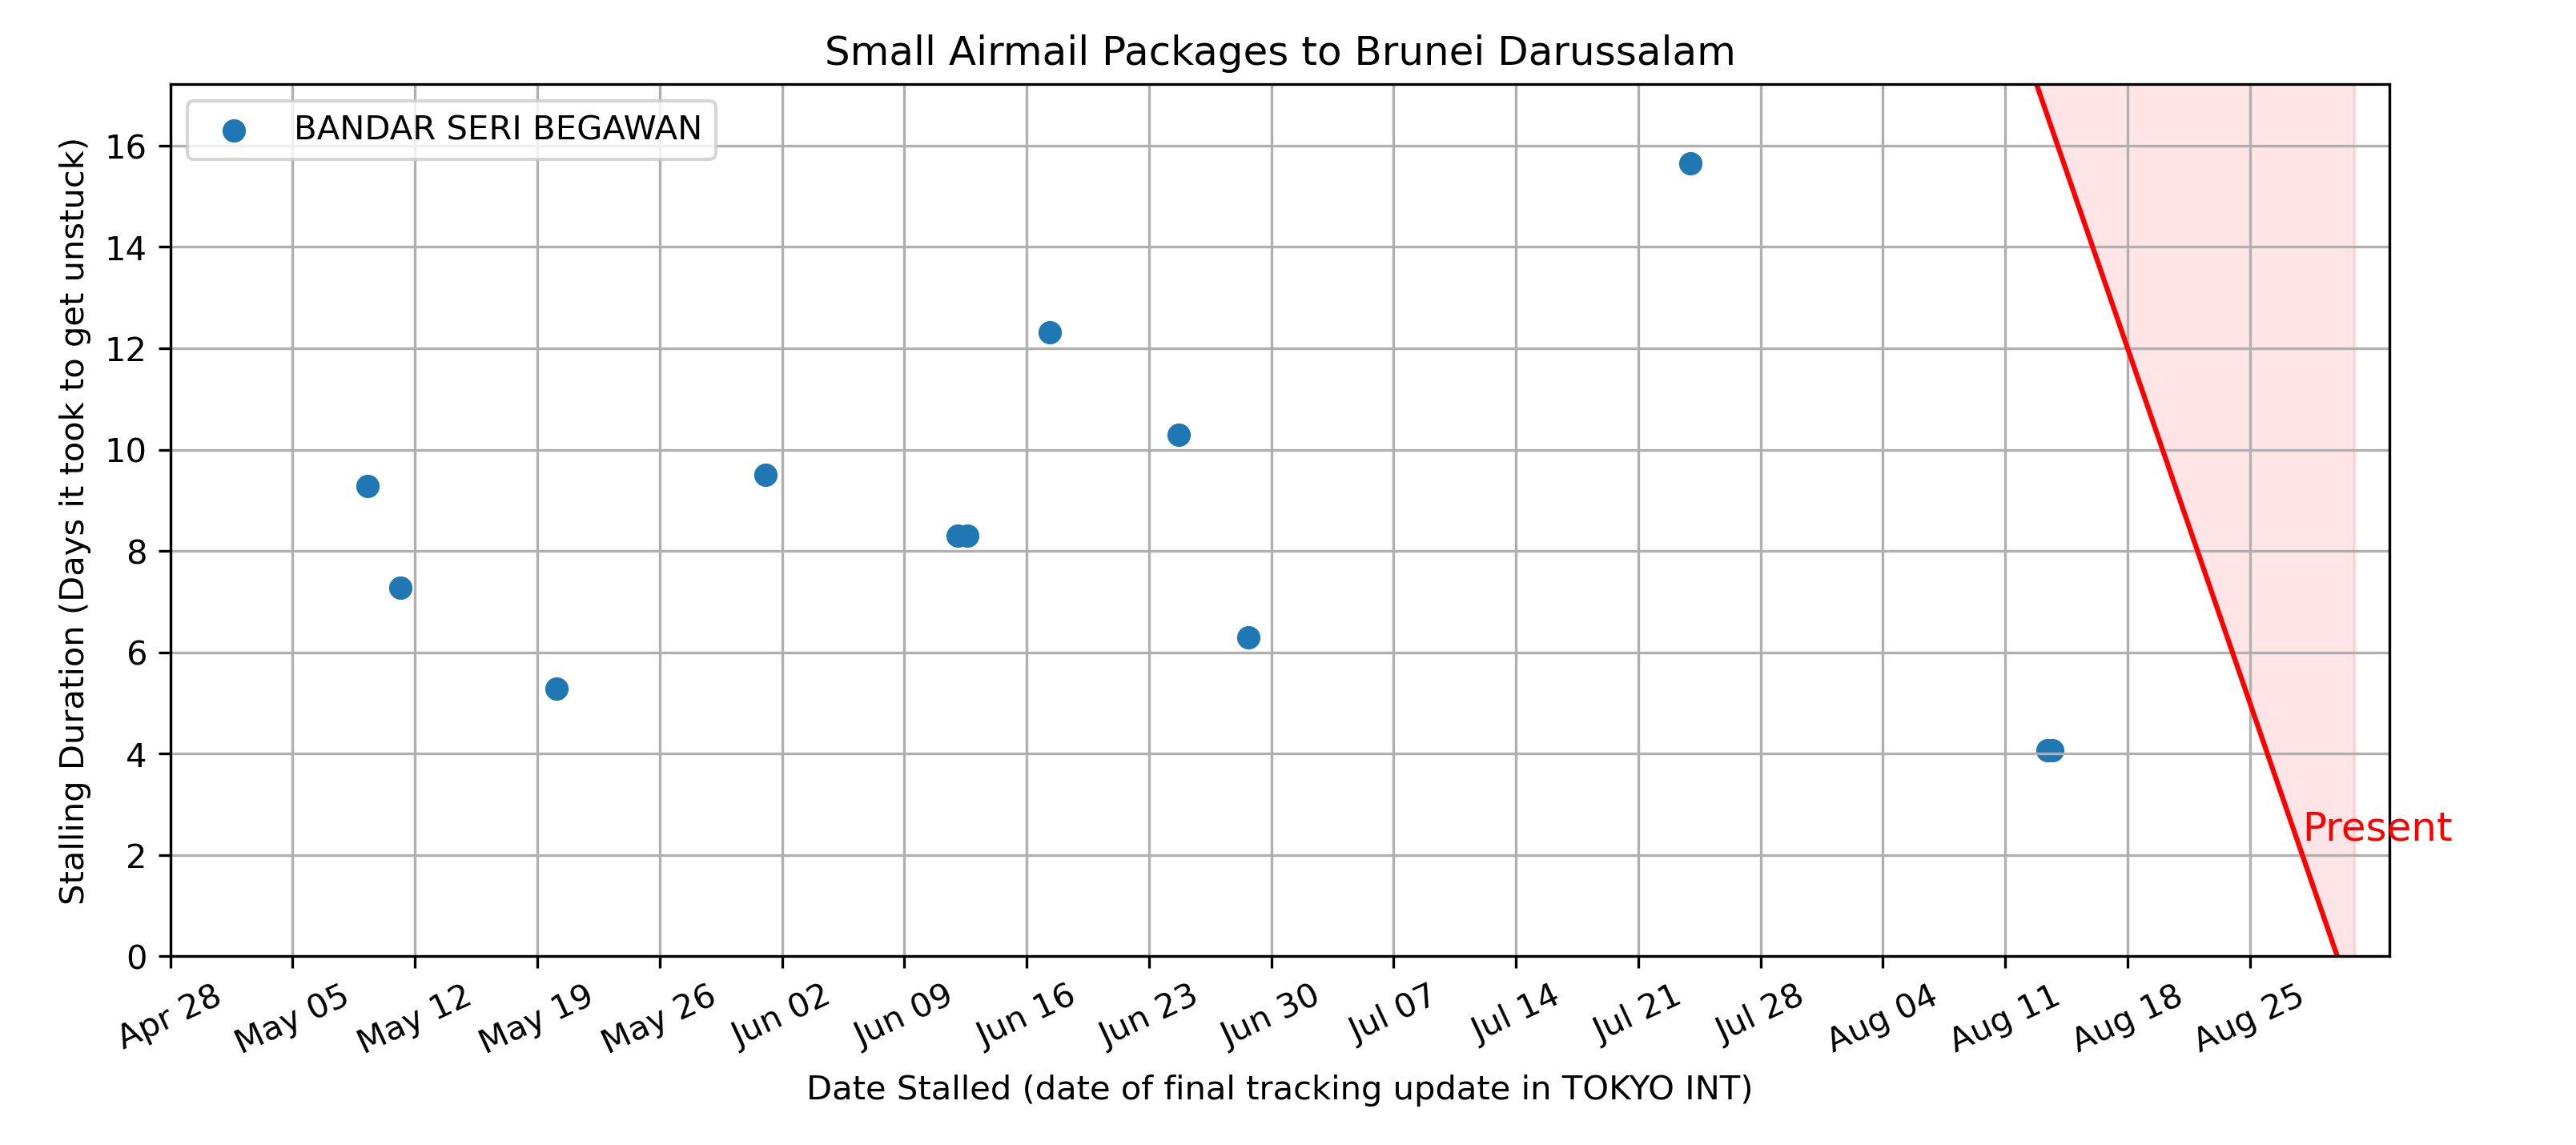 Small Airmail Packages to Brunei Darussalam
BANDAR SERI BEGAWAN
Stalling Duration (Days it took to get unstuck)
16
14
12
10
8
6
4
2
0
Present
Apr 28
May 05
May 12
May 19
May 26
Jun 02
Jun 09
Jun 16
Jun 23
Jun 30
Jul 07
Jul 14
Jul 21
Jul 28
Aug 04
Aug 11
Aug 18
Aug 25
Date Stalled (date of final tracking update in TOKYO INT)